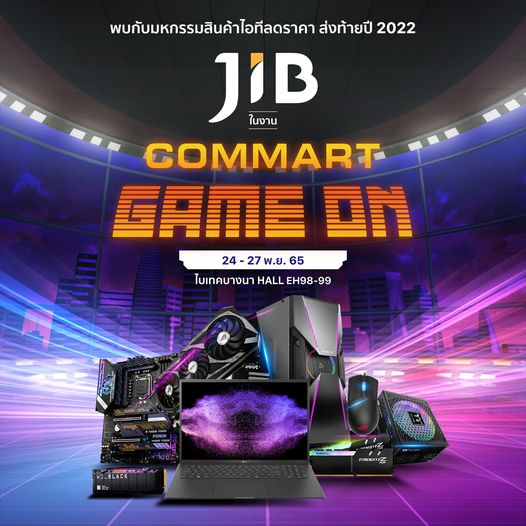 พบกับมหกรรมสินค้าไอทีลดราคา ส่งท้ายปี 2022
JIB
ในงาน
COMMART
GAME ON
24 - 27 พ.ย. 65
ไบเทคบางนา HALL EH98-99
WD_BLACK
TRIDENT Z